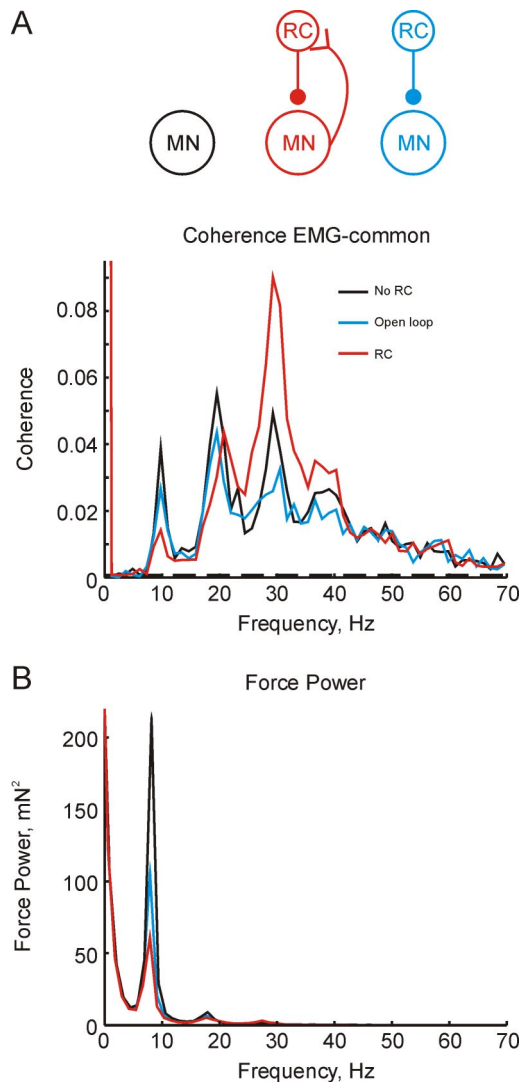 A
RC RC
MN MN MN
Coherence EMG-common
No RC
Open loop
RC
0.08
0.06
0.04
0.02
0
Coherence
0 10 20 30 40 50 60 70
Frequency, Hz
B
Force Power
200
150
100
50
0
Force Power, mN²
0 10 20 30 40 50 60 70
Frequency, Hz